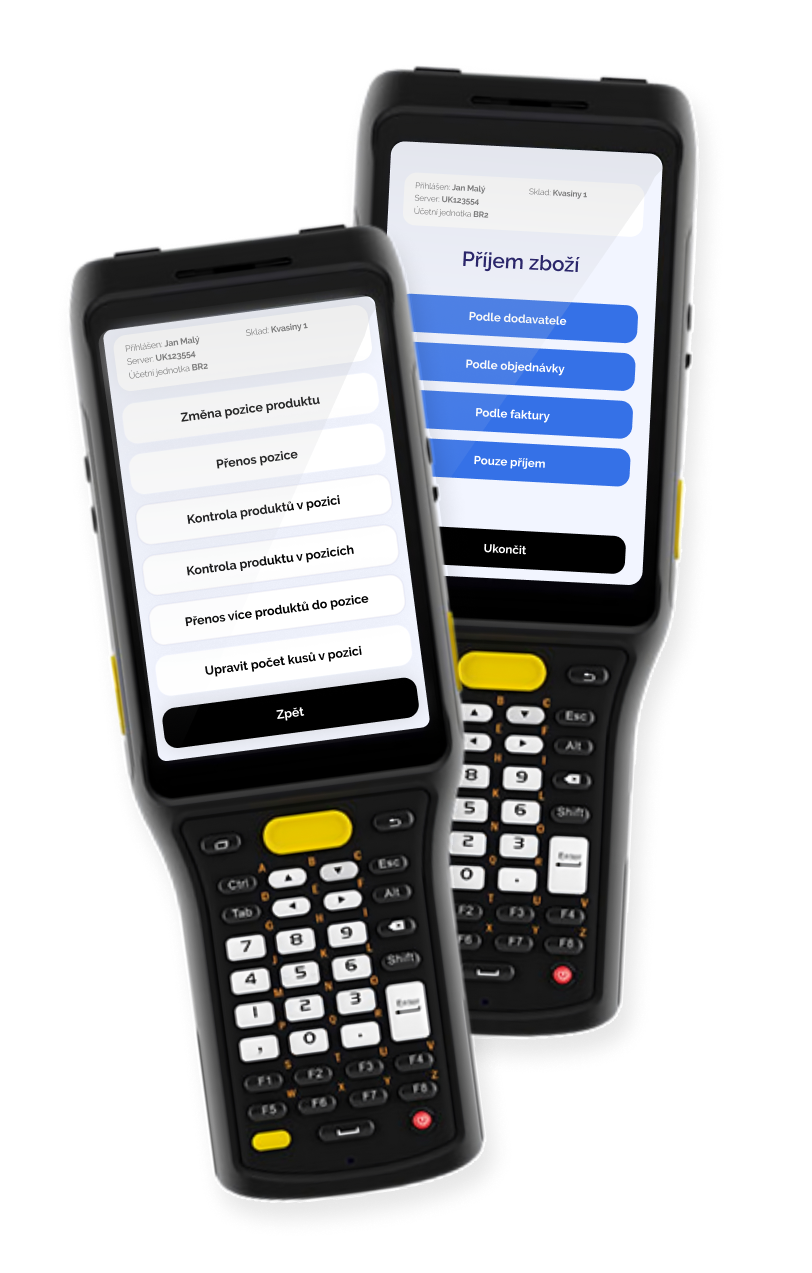 Přihlášen: Jan Malý
Sklad: Kvasiny 1
Server: UK123554
Účetní jednotka BR2
Příjem zboží
Podle dodavatele
Podle objednávky
Podle faktury
Pouze příjem
Ukončit
B C
Esc
E F
Alt
H I
8 9
K L
5 6 Shift
N O
2 3 Enter
Q R
0 .
T U V
F2 F3 F4
X Y Z
F6 F7 F8
Přihlášen: Jan Malý
Sklad: Kvasiny 1
Server: UK123554
Účetní jednotka BR2
Změna pozice produktu
Přenos pozice
Kontrola produktů v pozici
Kontrola produktu v pozicích
Přenos více produktů do pozice
Upravit počet kusů v pozici
Zpět
A B C
Ctrl Esc
D E F
Tab Alt
G H I
7 8 9
J K L
4 5 6 Shift
M N O
1 2 3 Enter
P Q R
, 0 .
S T U V
F1 F2 F3 F4
W X Y Z
F5 F6 F7 F8